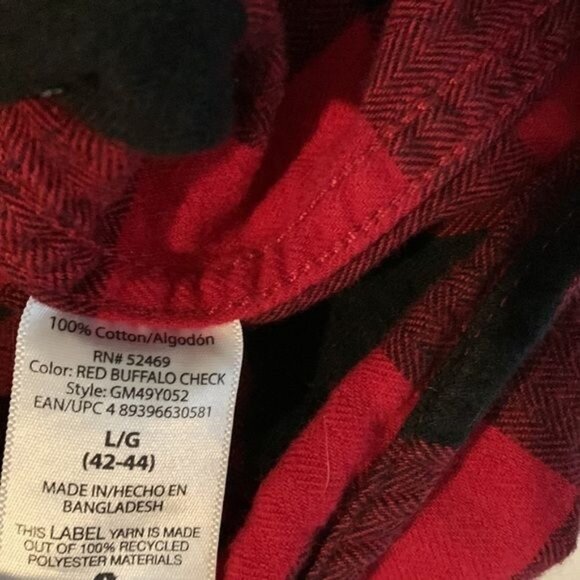 100% Cotton/Algodón
RN# 52469
Color: RED BUFFALO CHECK
Style: GM49Y052
EAN/UPC 4 89396630581
L/G
(42-44)
MADE IN/HECHO EN
BANGLADESH
THIS LABEL YARN IS MADE
OUT OF 100% RECYCLED
POLYESTER MATERIALS